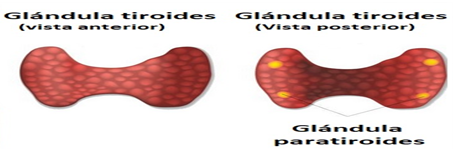 Glándula tiroides
(vista anterior)
Glándula tiroides
(Vista posterior)
Glándula
paratiroides